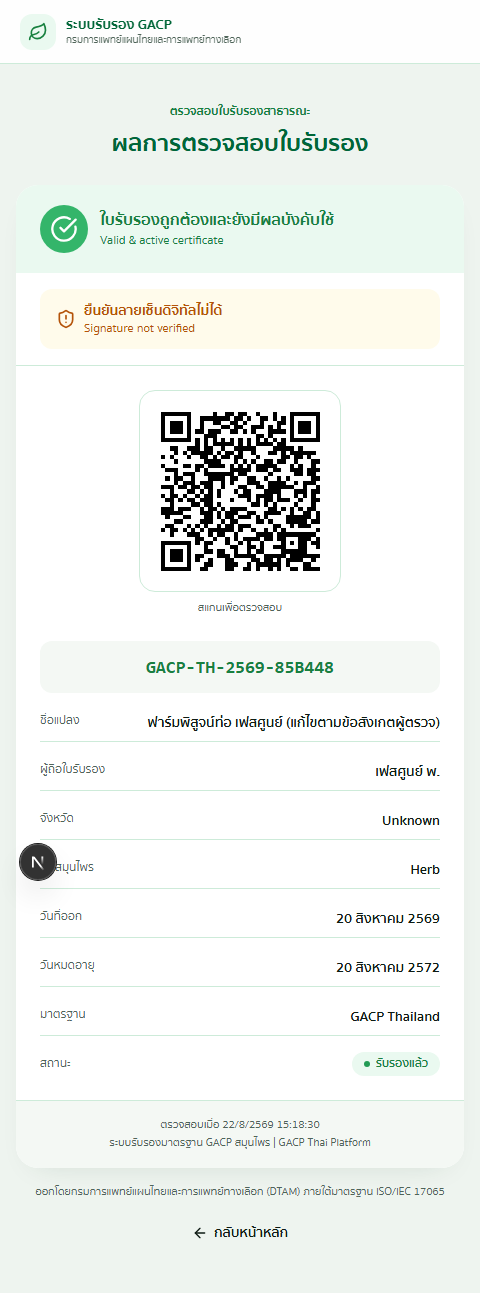 ระบบรับรอง GACP
กรมการแพทย์แผนไทยและการแพทย์ทางเลือก
ตรวจสอบใบรับรองสาธารณะ
ผลการตรวจสอบใบรับรอง
ใบรับรองถูกต้องและยังมีผลบังคับใช้
Valid & active certificate
ยืนยันลายเซ็นดิจิทัลไม่ได้
Signature not verified
สแกนเพื่อตรวจสอบ
GACP-TH-2569-85B448
ชื่อแปลง ฟาร์มพิสูจน์ท่อ เฟสศูนย์ (แก้ไขตามข้อสังเกตผู้ตรวจ)
ผู้ถือใบรับรอง เฟสศูนย์ พ.
จังหวัด Unknown
สมุนไพร Herb
วันที่ออก 20 สิงหาคม 2569
วันหมดอายุ 20 สิงหาคม 2572
มาตรฐาน GACP Thailand
สถานะ รับรองแล้ว
ตรวจสอบเมื่อ 22/8/2569 15:18:30
ระบบรับรองมาตรฐาน GACP สมุนไพร | GACP Thai Platform
ออกโดยกรมการแพทย์แผนไทยและการแพทย์ทางเลือก (DTAM) ภายใต้มาตรฐาน ISO/IEC 17065
← กลับหน้าหลัก